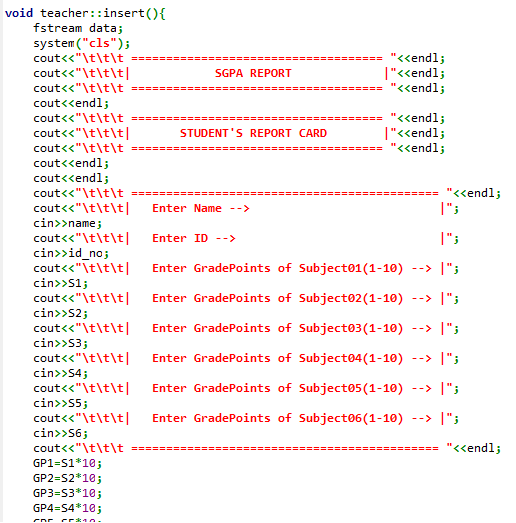 void teacher::insert(){
    fstream data;
    system("cls");
    cout<<"\t\t\t ==================================== "<<endl;
    cout<<"\t\t\t|            SGPA REPORT             |"<<endl;
    cout<<"\t\t\t ==================================== "<<endl;
    cout<<endl;
    cout<<"\t\t\t ==================================== "<<endl;
    cout<<"\t\t\t|       STUDENT'S REPORT CARD        |"<<endl;
    cout<<"\t\t\t ==================================== "<<endl;
    cout<<endl;
    cout<<endl;
    cout<<"\t\t\t ============================================ "<<endl;
    cout<<"\t\t\t|   Enter Name -->                           |";
    cin>>name;
    cout<<"\t\t\t|   Enter ID -->                             |";
    cin>>id_no;
    cout<<"\t\t\t|   Enter GradePoints of Subject01(1-10) --> |";
    cin>>S1;
    cout<<"\t\t\t|   Enter GradePoints of Subject02(1-10) --> |";
    cin>>S2;
    cout<<"\t\t\t|   Enter GradePoints of Subject03(1-10) --> |";
    cin>>S3;
    cout<<"\t\t\t|   Enter GradePoints of Subject04(1-10) --> |";
    cin>>S4;
    cout<<"\t\t\t|   Enter GradePoints of Subject05(1-10) --> |";
    cin>>S5;
    cout<<"\t\t\t|   Enter GradePoints of Subject06(1-10) --> |";
    cin>>S6;
    cout<<"\t\t\t ============================================ "<<endl;
    GP1=S1*10;
    GP2=S2*10;
    GP3=S3*10;
    GP4=S4*10;
    GP5=S5*10;